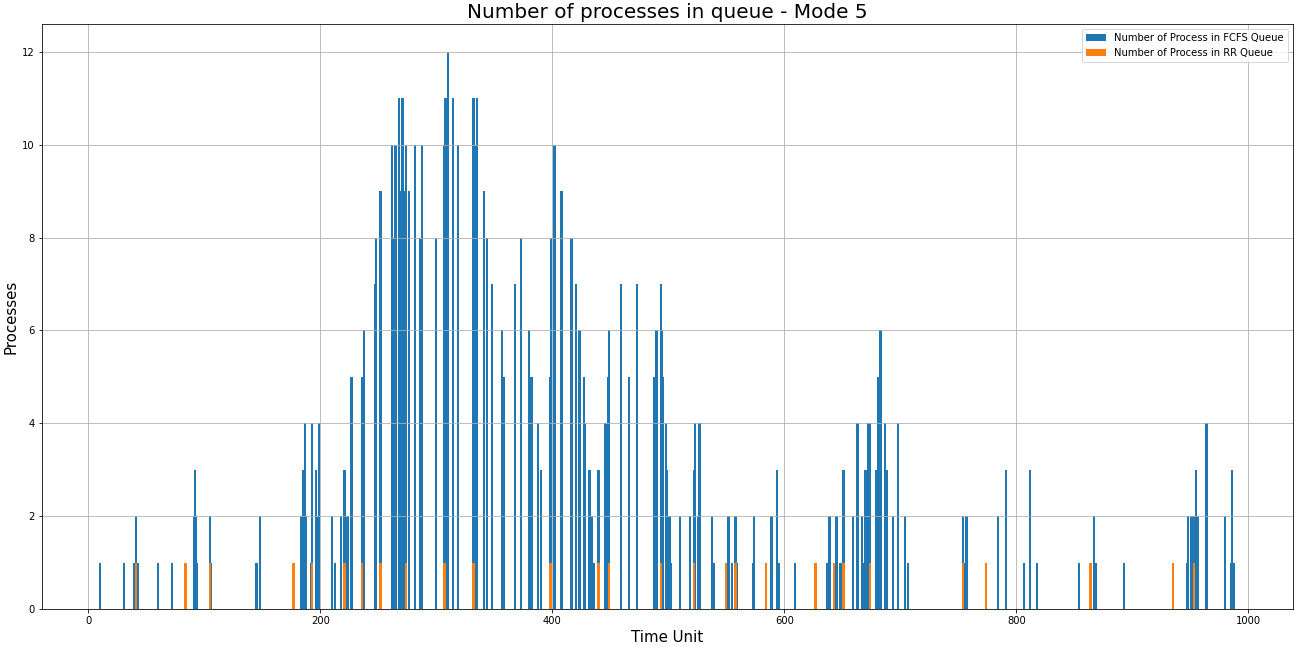 Number of processes in queue - Mode 5
Number of Process in FCFS Queue
Number of Process in RR Queue
Processes
12
10
8
6
4
2
0
0 200 400 600 800 1000
Time Unit